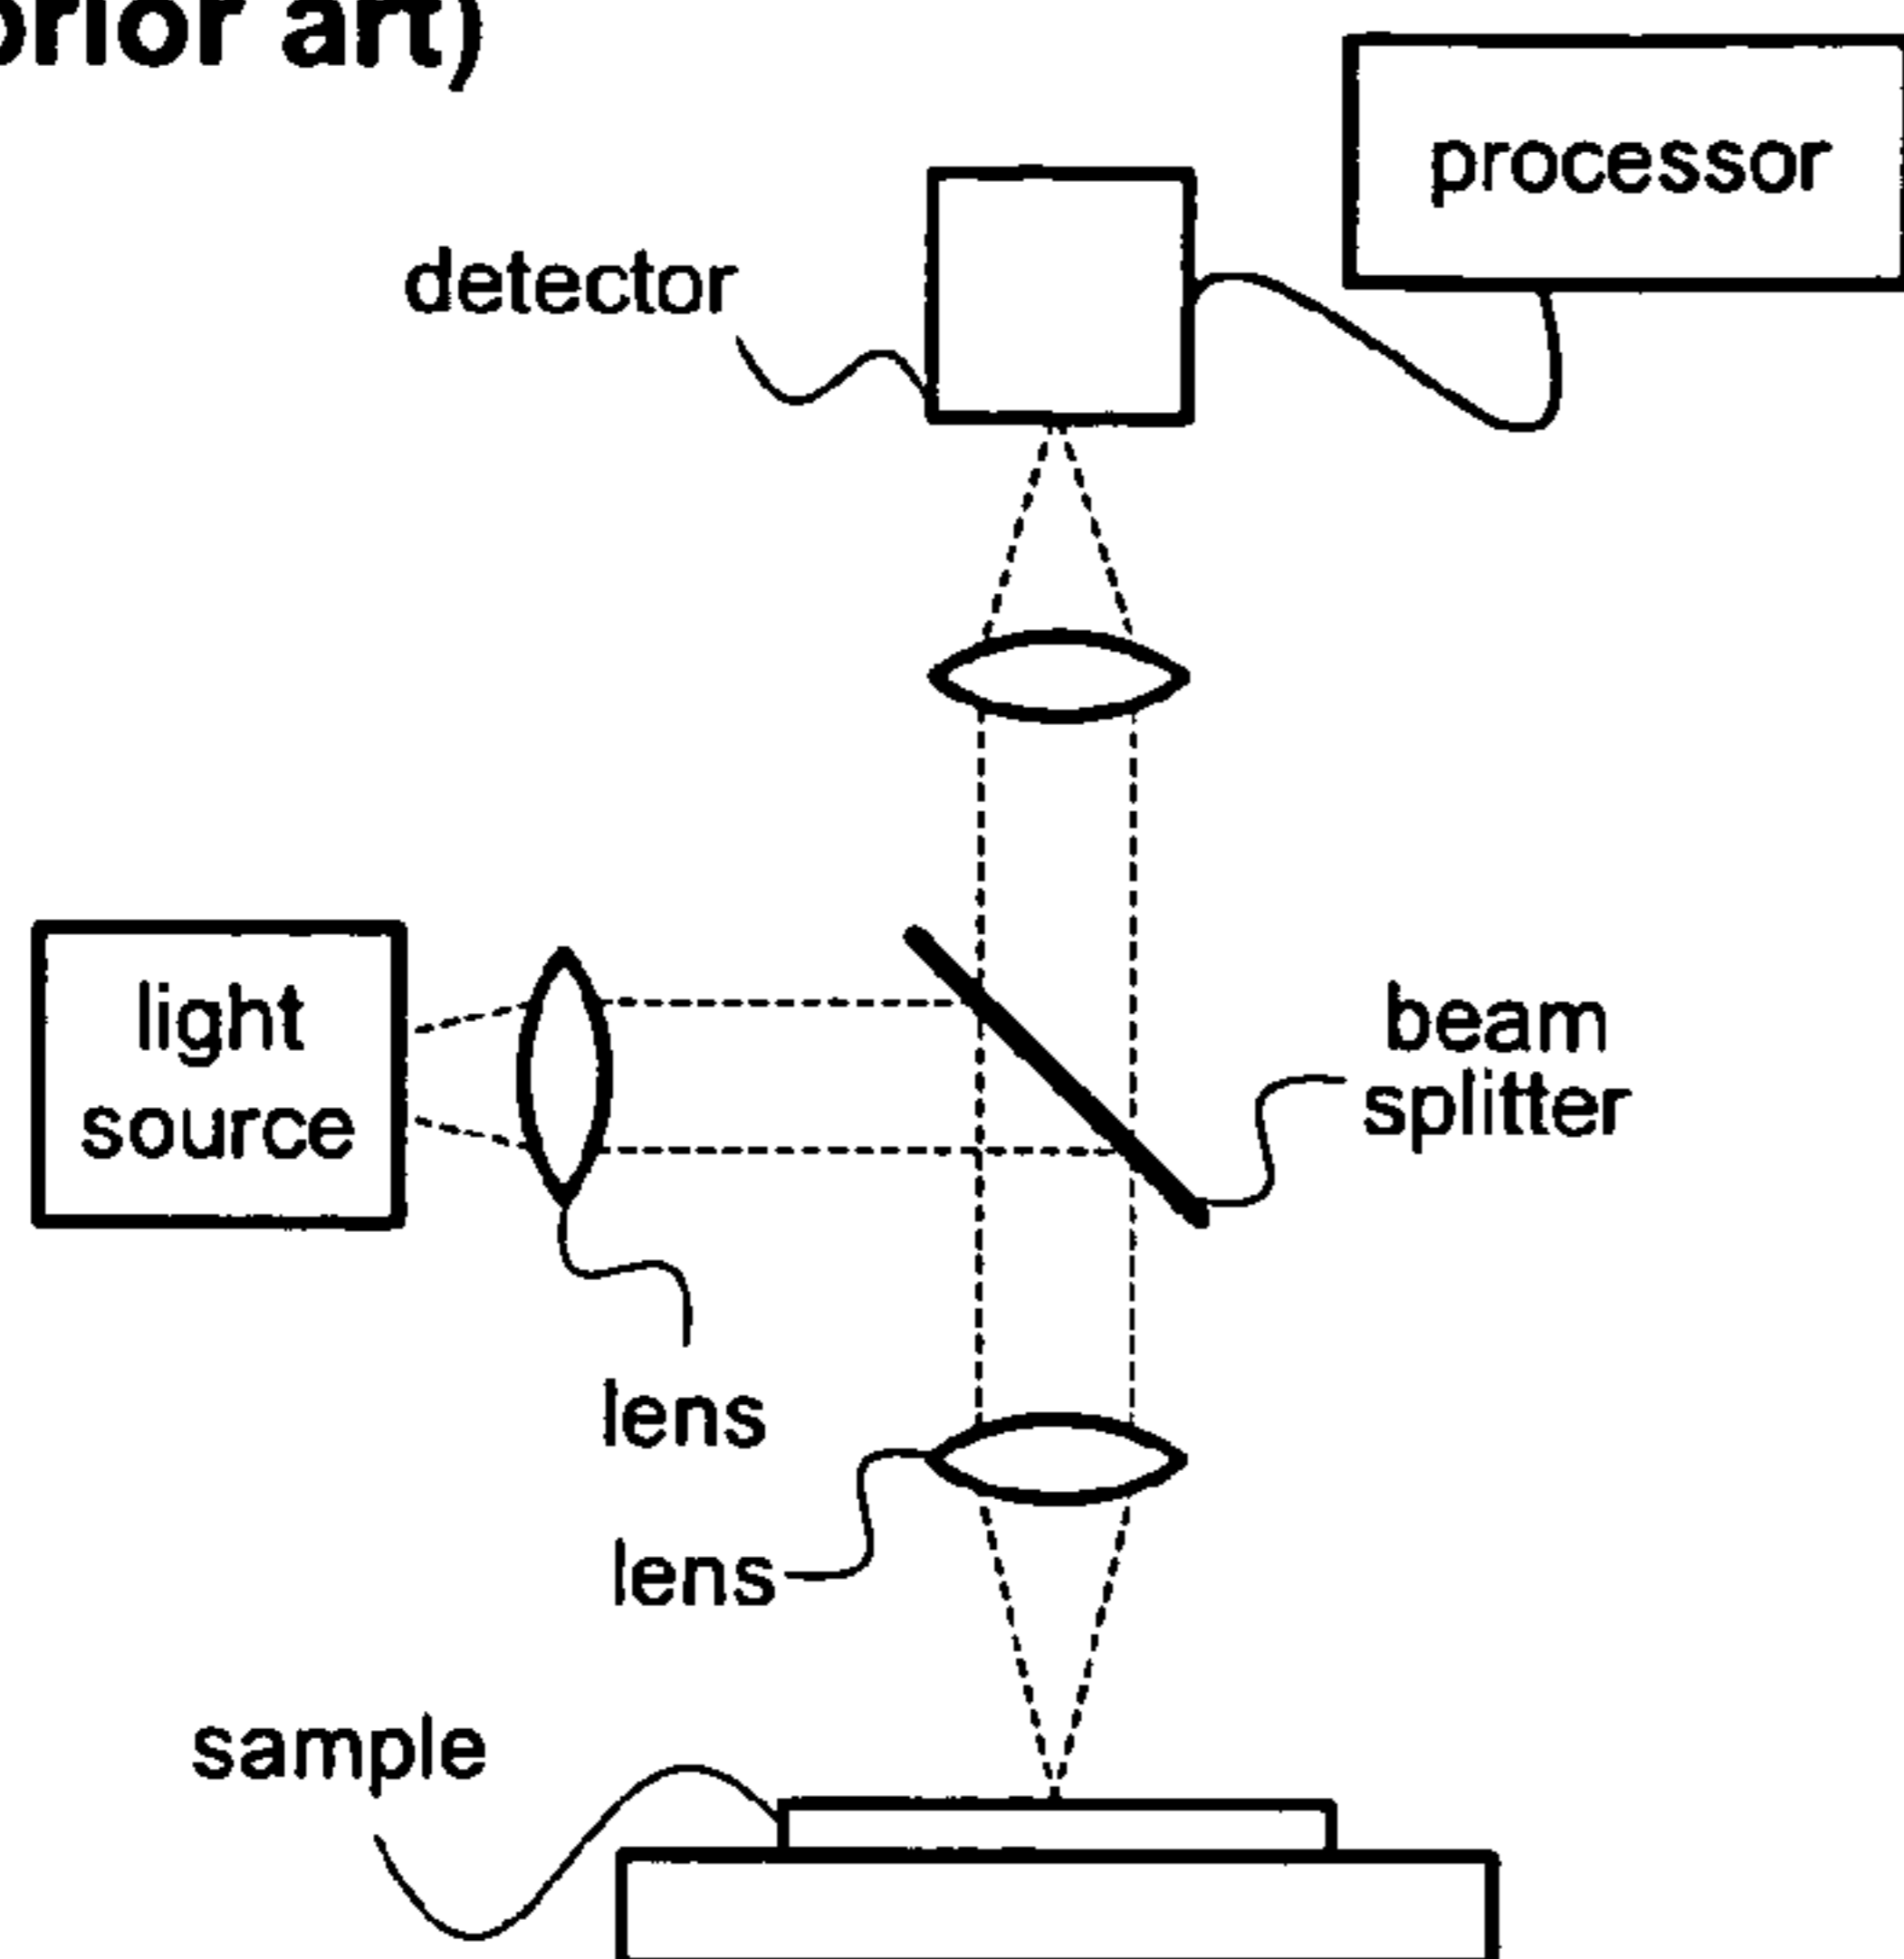 prior art)
processor
detector
light
source
beam
splitter
lens
lens
sample